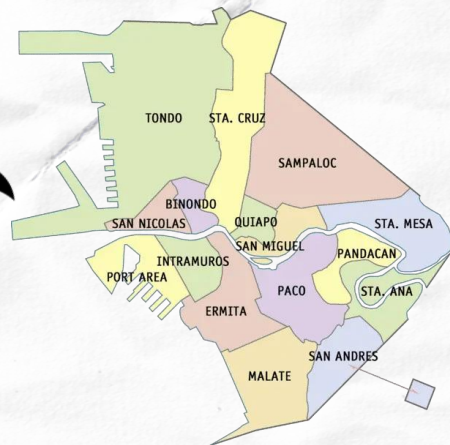 TONDO
STA. CRUZ
SAMPALOC
BINONDO
SAN NICOLAS
QUIAPO
STA. MESA
SAN MIGUEL
PANDACAN
INTRAMUROS
PORT AREA
PACO
STA. ANA
ERMITA
SAN ANDRES
MALATE